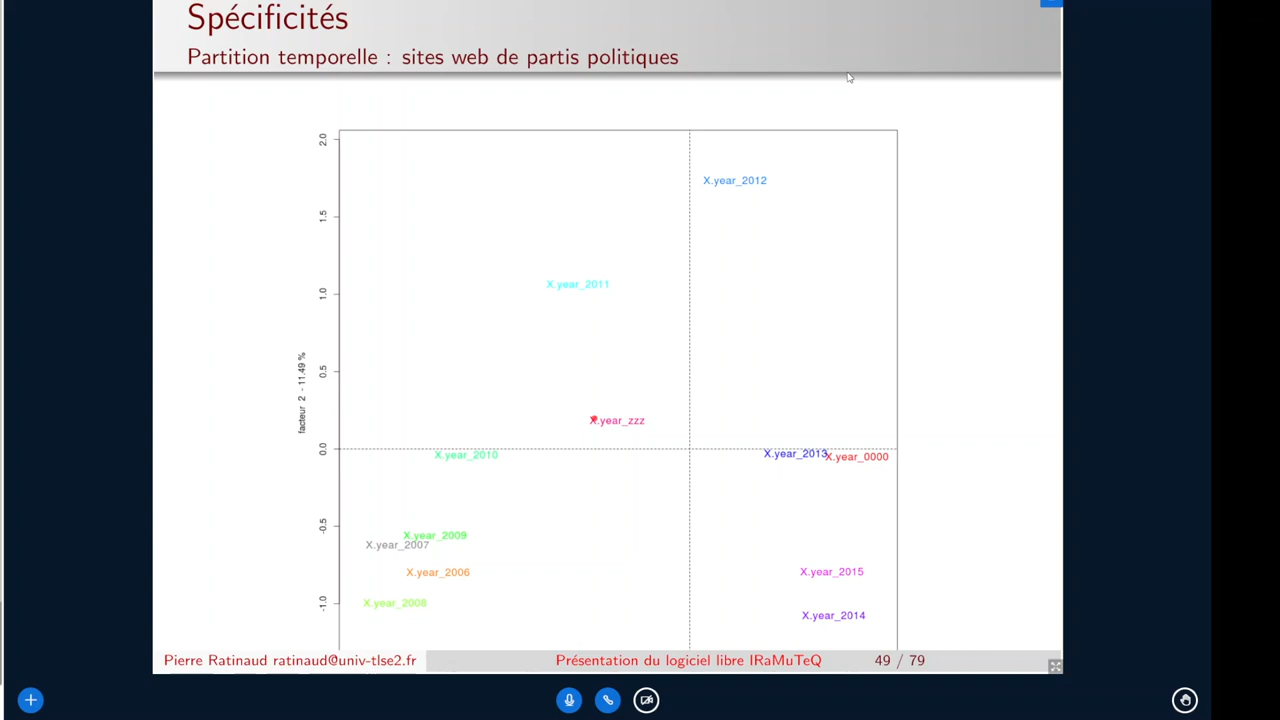 Spécificités
Partition temporelle : sites web de partis politiques
2.0
X.year_2012
1.5
X.year_2011
1.0
0.5
facteur 2 - 11.49 %
X.year_zzz
0.0
X.year_2010
X.year_2013
X.year_0000
-0.5
X.year_2009
X.year_2007
X.year_2006
X.year_2015
X.year_2008
-1.0
X.year_2014
Pierre Ratinaud ratinaud@univ-tlse2.fr
Présentation du logiciel libre IRaMuTeQ
49 / 79